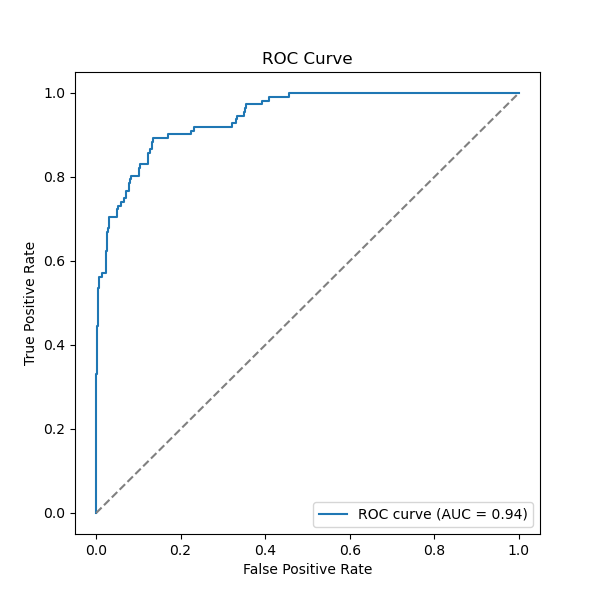 ROC Curve
1.0
0.8
0.6
0.4
0.2
0.0
True Positive Rate
0.0 0.2 0.4 0.6 0.8 1.0
False Positive Rate
ROC curve (AUC = 0.94)